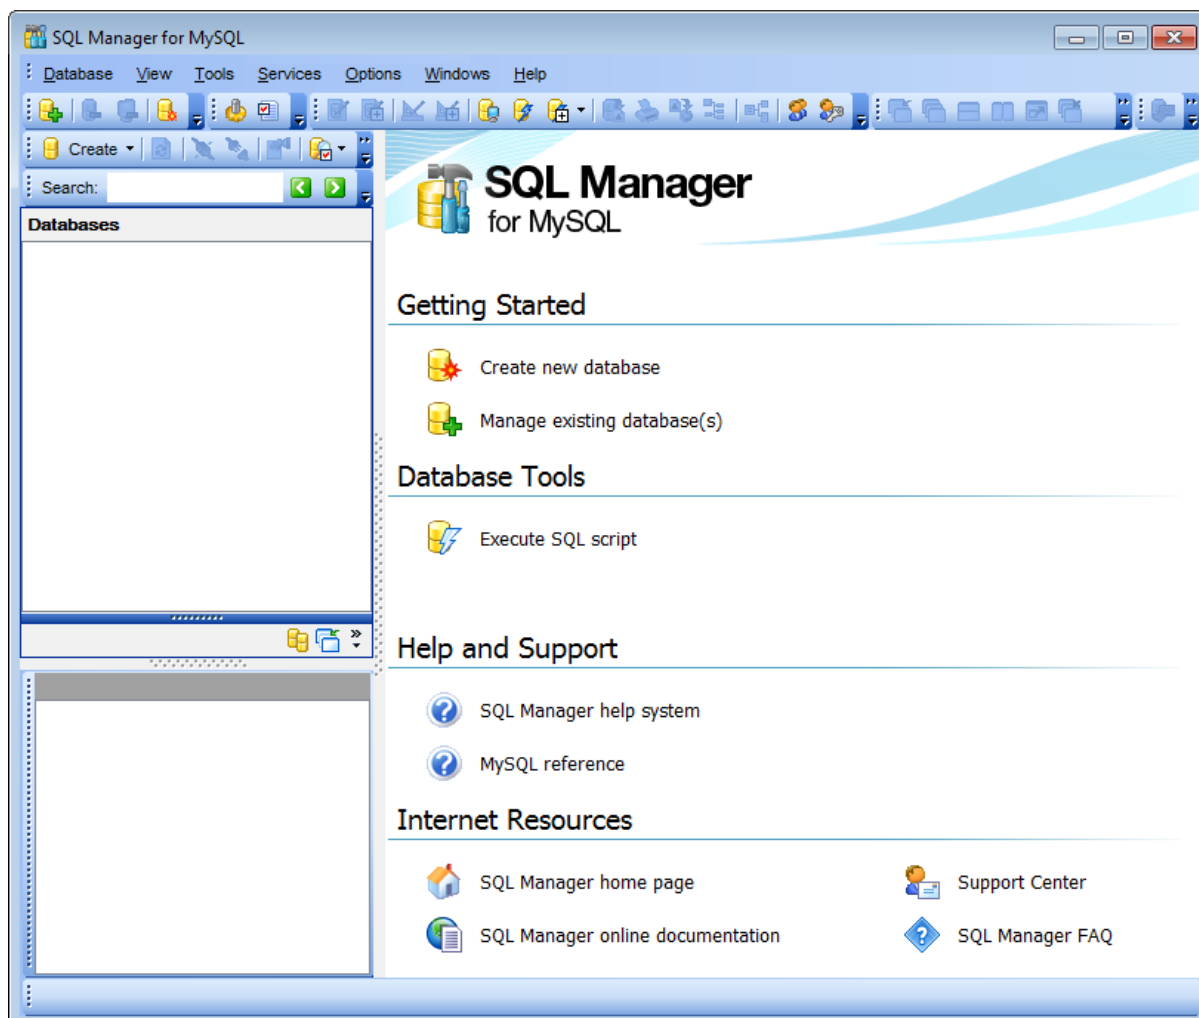 SQL Manager for MySQL
Database View Tools Services Options Windows Help
Create
Search:
Databases
SQL Manager
for MySQL
Getting Started
Create new database
Manage existing database(s)
Database Tools
Execute SQL script
Help and Support
SQL Manager help system
MySQL reference
Internet Resources
SQL Manager home page
Support Center
SQL Manager online documentation
SQL Manager FAQ